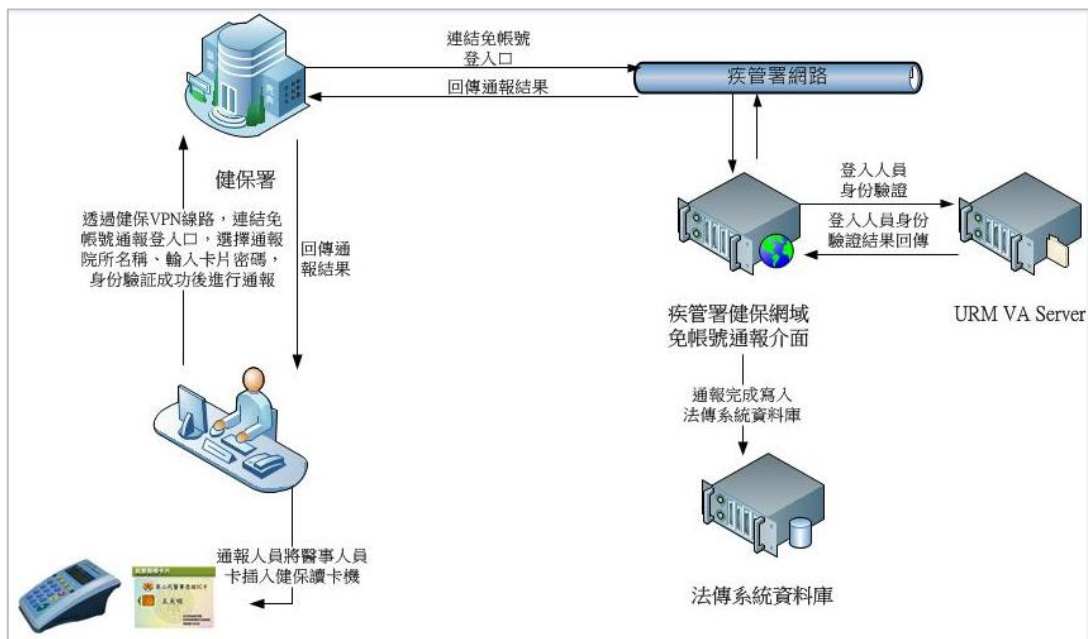 連結免帳號
登入口
回傳通報結果
疾管署網路
健保署
透過健保VPN線路，連結免
帳號通報登入口，選擇通報
院所名稱、輸入卡片密碼，
身份驗証成功後進行通報
回傳通
報結果
登入人員
身份驗證
登入人員身份
驗證結果回傳
疾管署健保網域
免帳號通報介面
URM VA Server
通報完成寫入
法傳系統資料庫
法傳系統資料庫
通報人員將醫事人員
卡插入健保讀卡機